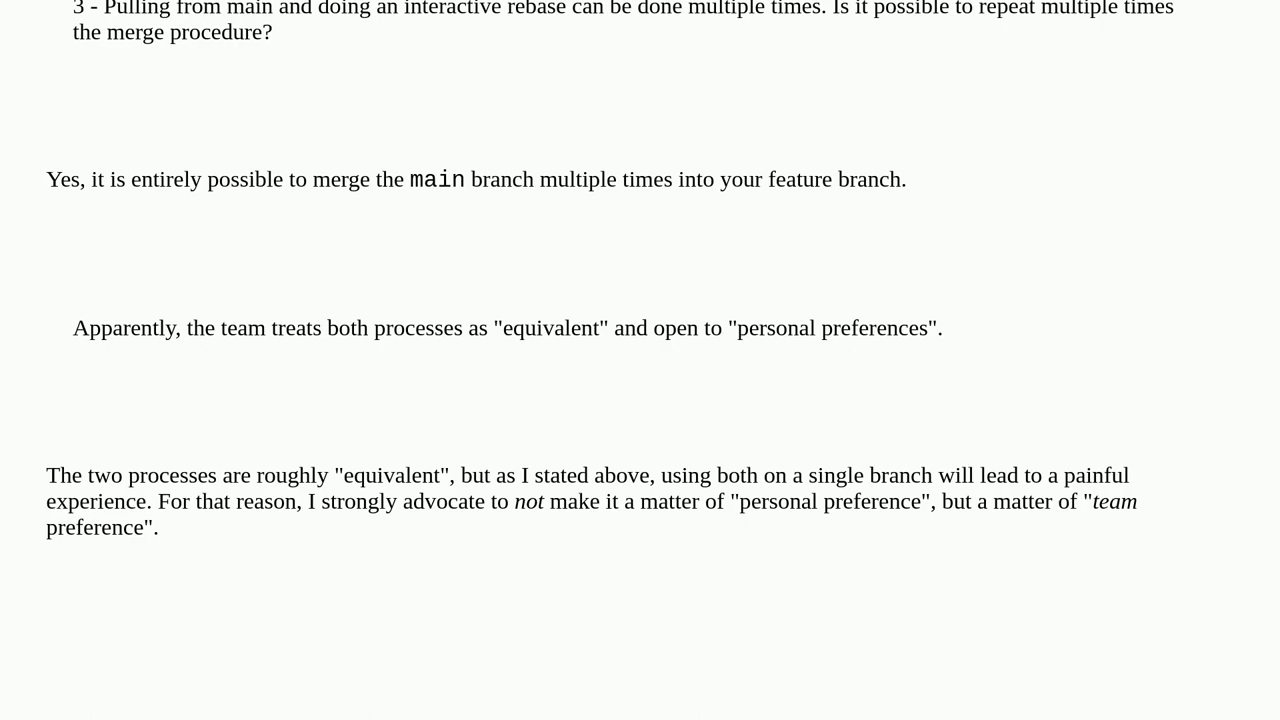 3 - Pulling from main and doing an interactive rebase can be done multiple times. Is it possible to repeat multiple times
the merge procedure?
Yes, it is entirely possible to merge the main branch multiple times into your feature branch.
Apparently, the team treats both processes as "equivalent" and open to "personal preferences".
The two processes are roughly "equivalent", but as I stated above, using both on a single branch will lead to a painful
experience. For that reason, I strongly advocate to not make it a matter of "personal preference", but a matter of "team
preference".